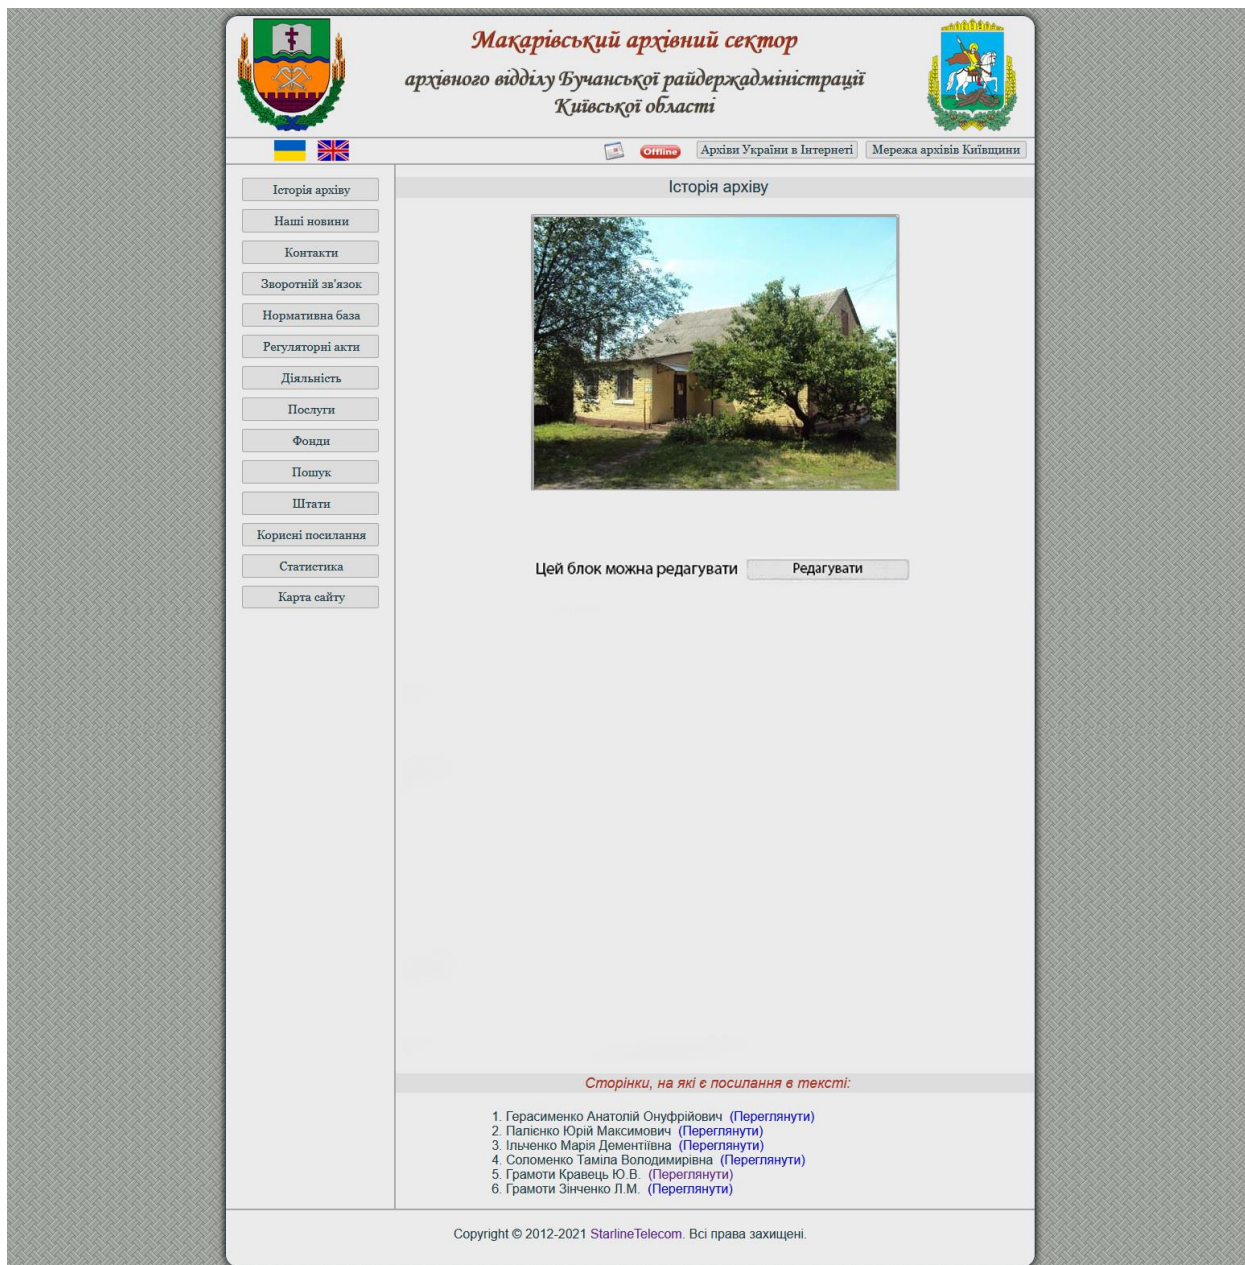 Макарівський архівний сектор
архівного відділу Бучанської райдержадміністрації
Київської області
Offline
Архіви України в Інтернеті
Мережа архівів Київщини
Історія архіву
Наші новини
Контакти
Зворотній зв'язок
Нормативна база
Регуляторні акти
Діяльність
Послуги
Фонди
Пошук
Штати
Корисні посилання
Статистика
Карта сайту
Історія архіву
Цей блок можна редагувати
Редагувати
Сторінки, на які є посилання в тексті:
1. Герасименко Анатолій Онуфрійович (Переглянути)
2. Палієнко Юрій Максимович (Переглянути)
3. Ільченко Марія Дементіївна (Переглянути)
4. Соломенко Таміла Володимирівна (Переглянути)
5. Грамоти Кравець Ю.В. (Переглянути)
6. Грамоти Зінченко Л.М. (Переглянути)
Copyright © 2012-2021 StarlineTelecom. Всі права захищені.